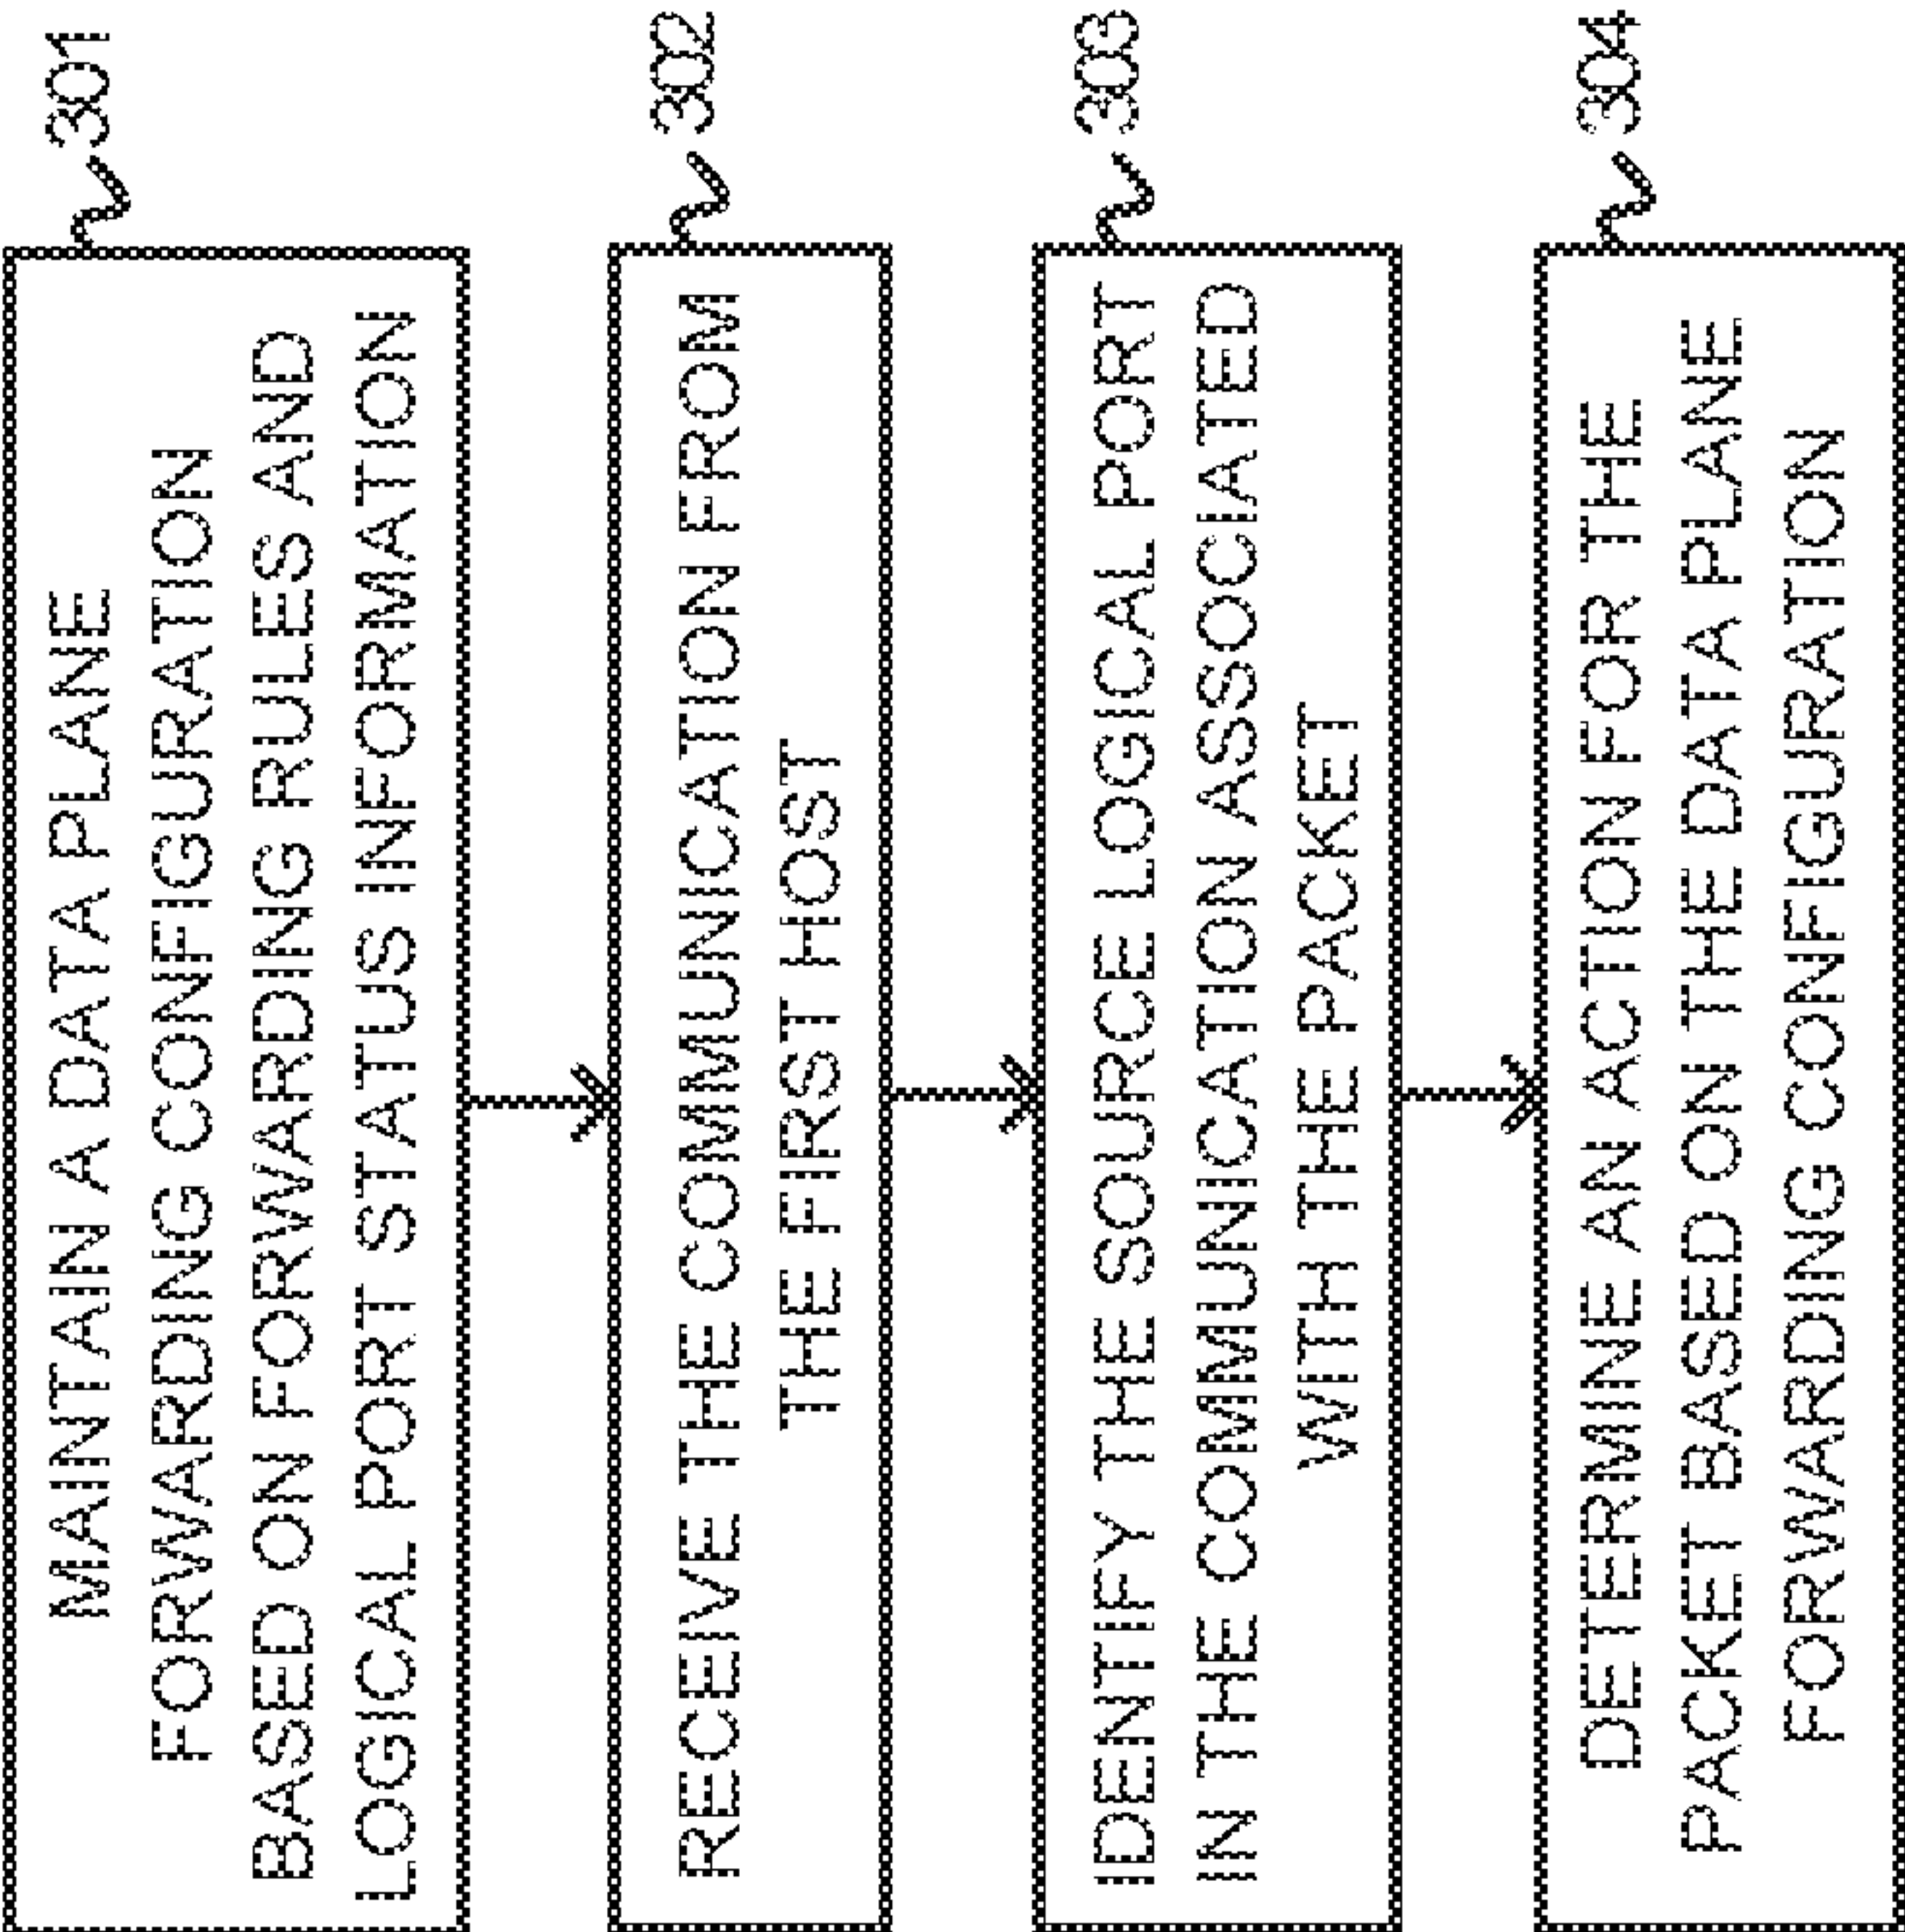 301
MAINTAIN A DATA PLANE
FORWARDING CONFIGURATION
BASED ON FORWARDING RULES AND
LOGICAL PORT STATUS INFORMATION
302
RECEIVE THE COMMUNICATION FROM
THE FIRST HOST
303
IDENTIFY THE SOURCE LOGICAL PORT
IN THE COMMUNICATION ASSOCIATED
WITH THE PACKET
304
DETERMINE AN ACTION FOR THE
PACKET BASED ON THE DATA PLANE
FORWARDING CONFIGURATION